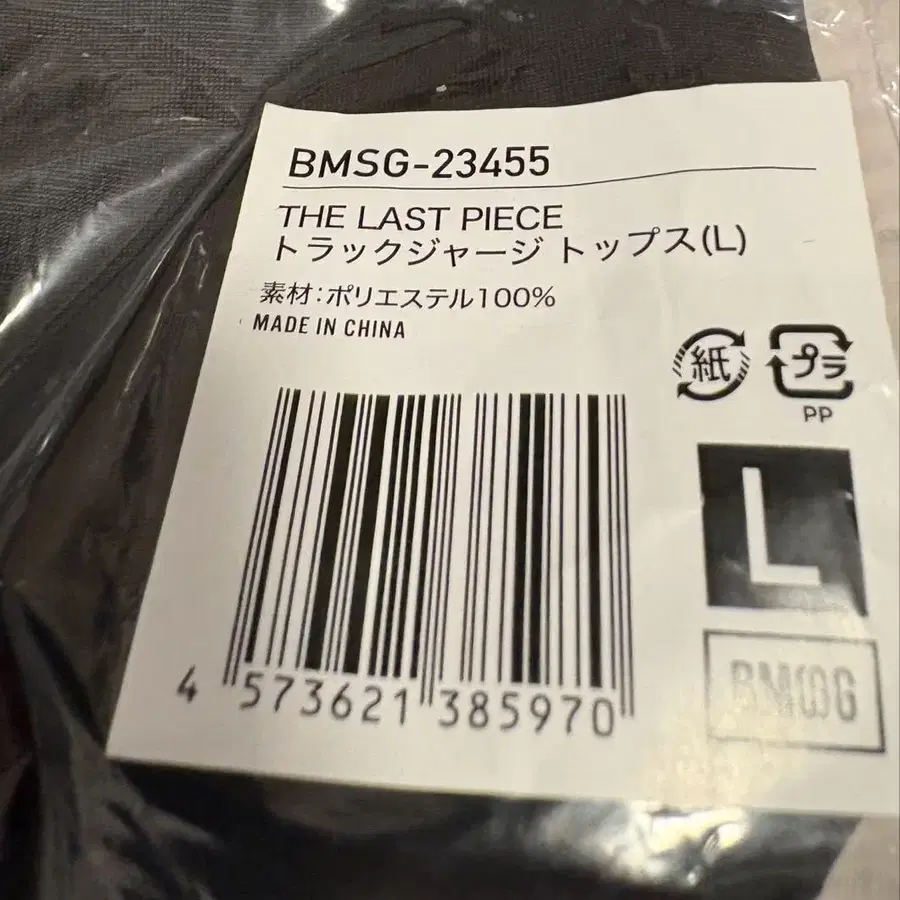 BMSG-23455
THE LAST PIECE
トラックジャージ トップス(L)
素材:ポリエステル100%
MADE IN CHINA
紙
プラ
PP
L
BMSG
4 573621 385970